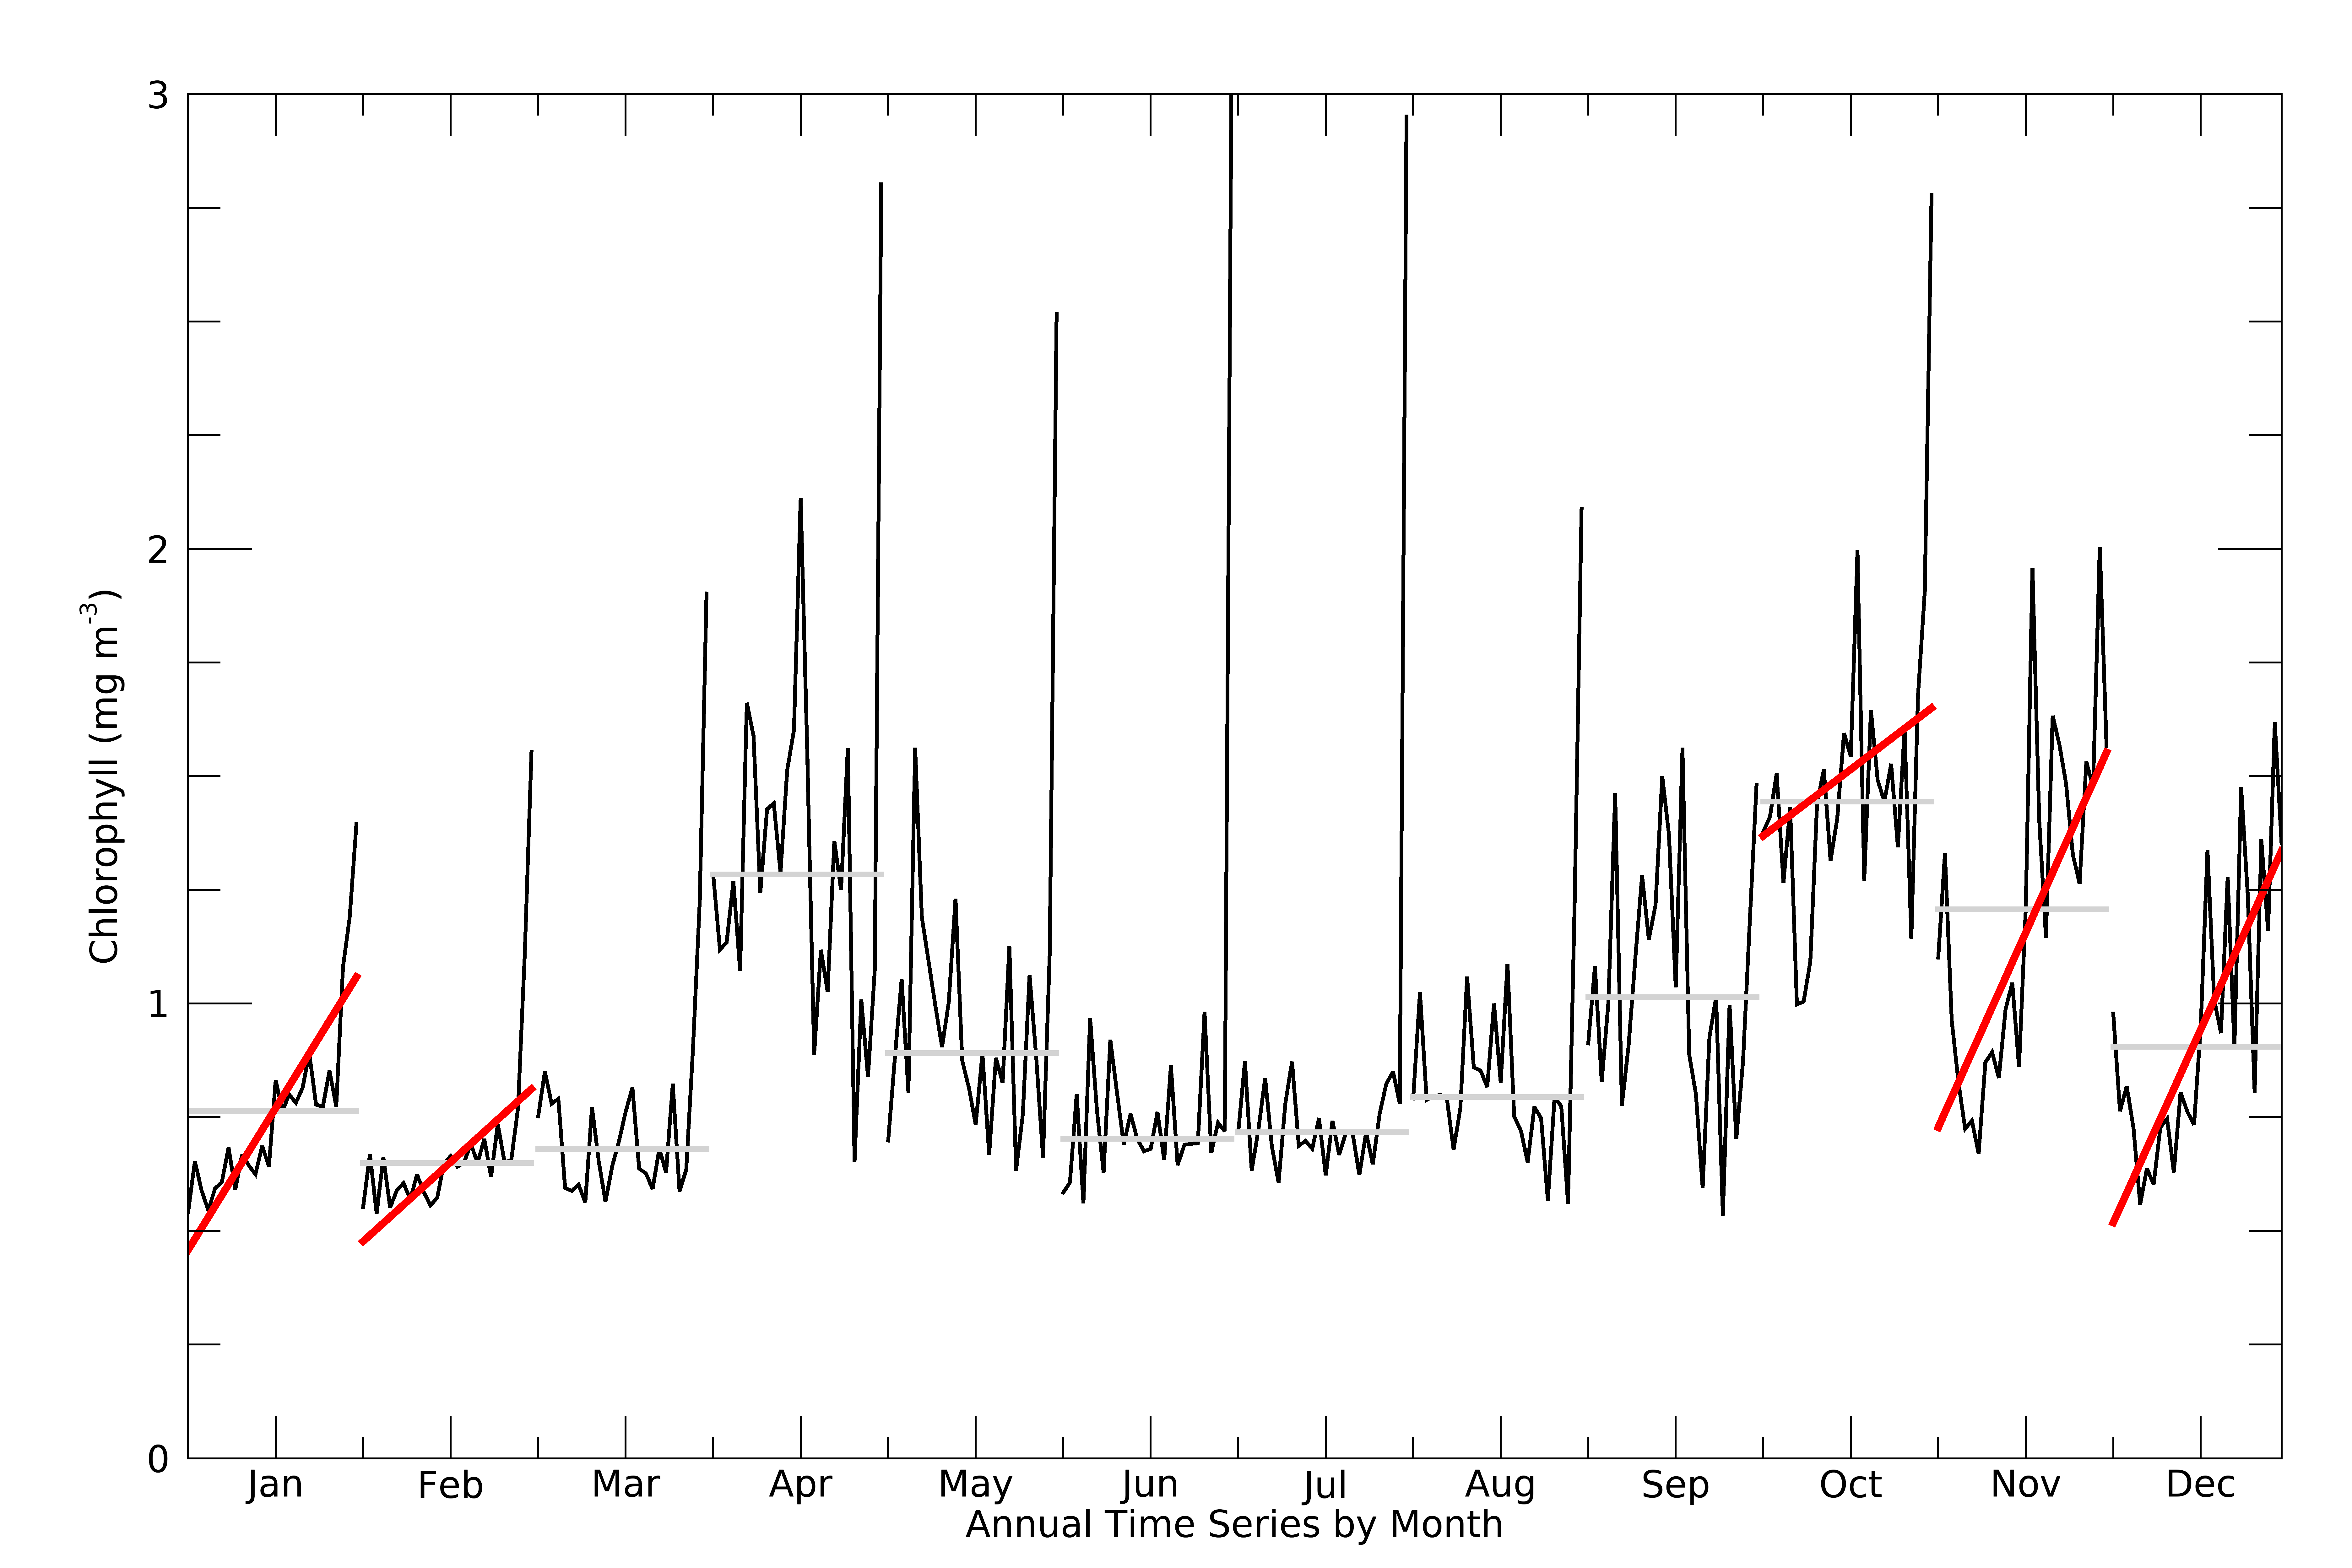 3
2
1
0
Chlorophyll (mg m⁻³)
Jan Feb Mar Apr May Jun Jul Aug Sep Oct Nov Dec
Annual Time Series by Month